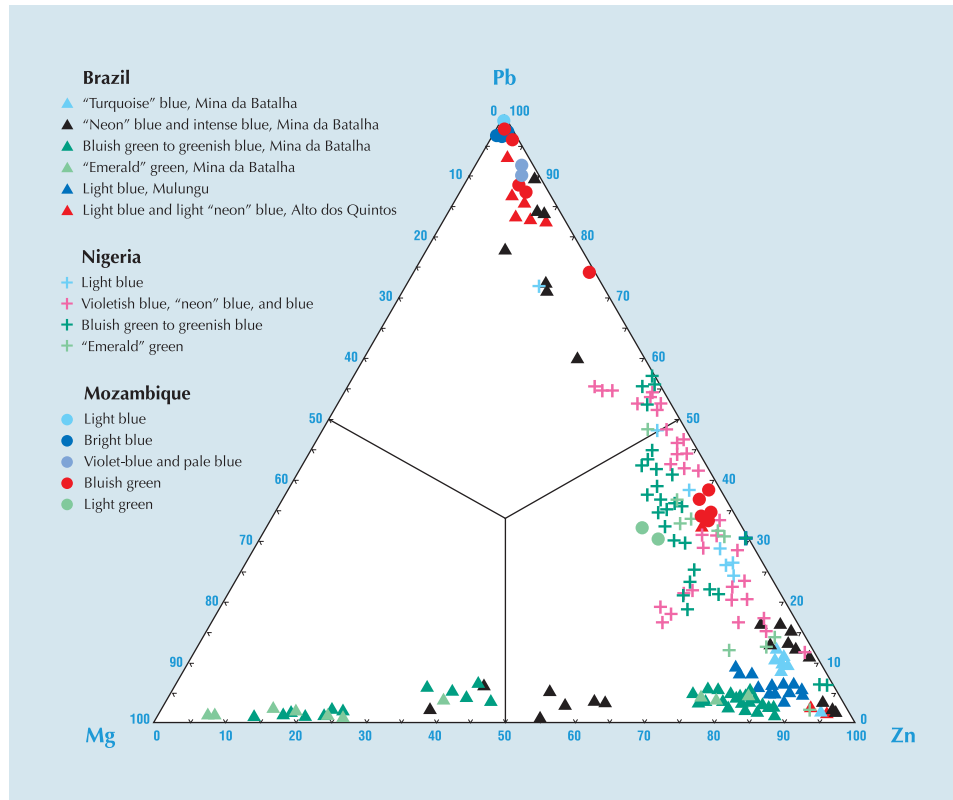 Brazil
"Turquoise" blue, Mina da Batalha
"Neon" blue and intense blue, Mina da Batalha
Bluish green to greenish blue, Mina da Batalha
"Emerald" green, Mina da Batalha
Light blue, Mulungu
Light blue and light "neon" blue, Alto dos Quintos
Nigeria
Light blue
Violetish blue, "neon" blue, and blue
Bluish green to greenish blue
"Emerald" green
Mozambique
Light blue
Bright blue
Violet-blue and pale blue
Bluish green
Light green
Pb
0 100
10 90
20 80
30 70
40 60
50 50
60 40
70 30
80 20
90 10
100 0
Mg 0 10 20 30 40 50 60 70 80 90 100 Zn